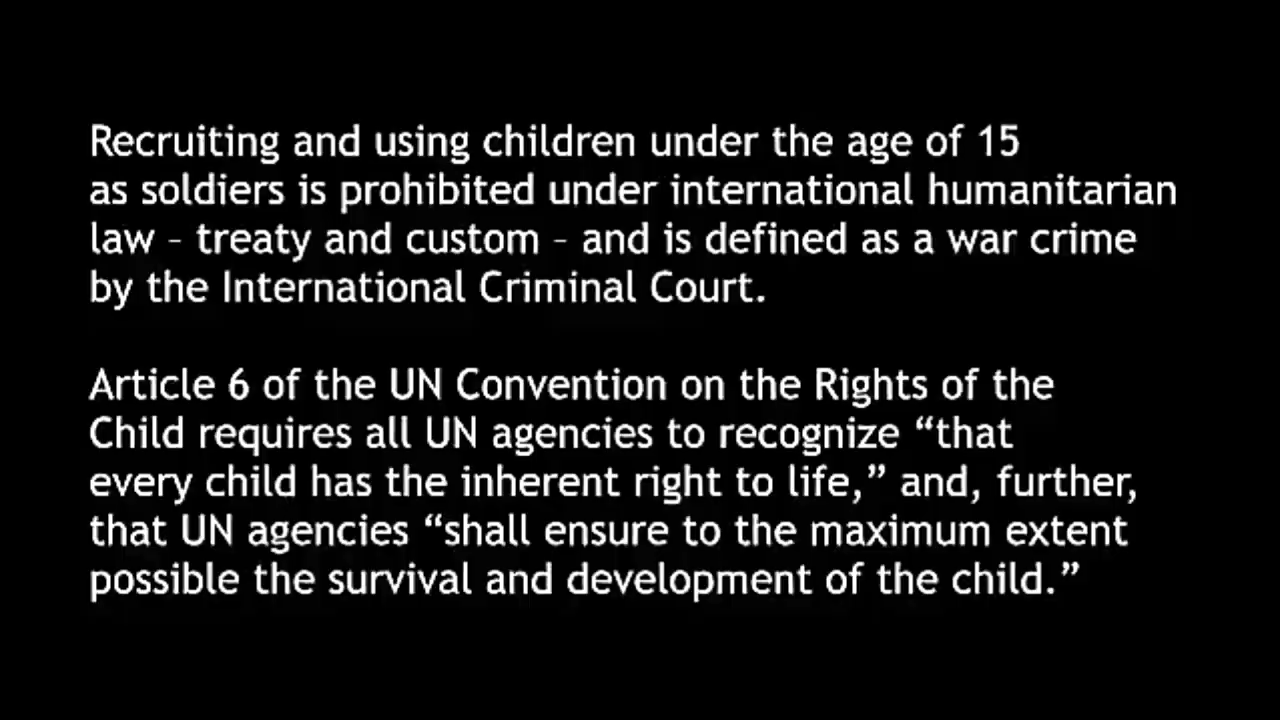 Recruiting and using children under the age of 15
as soldiers is prohibited under international humanitarian
law – treaty and custom – and is defined as a war crime
by the International Criminal Court.
Article 6 of the UN Convention on the Rights of the
Child requires all UN agencies to recognize “that
every child has the inherent right to life,” and, further,
that UN agencies “shall ensure to the maximum extent
possible the survival and development of the child.”